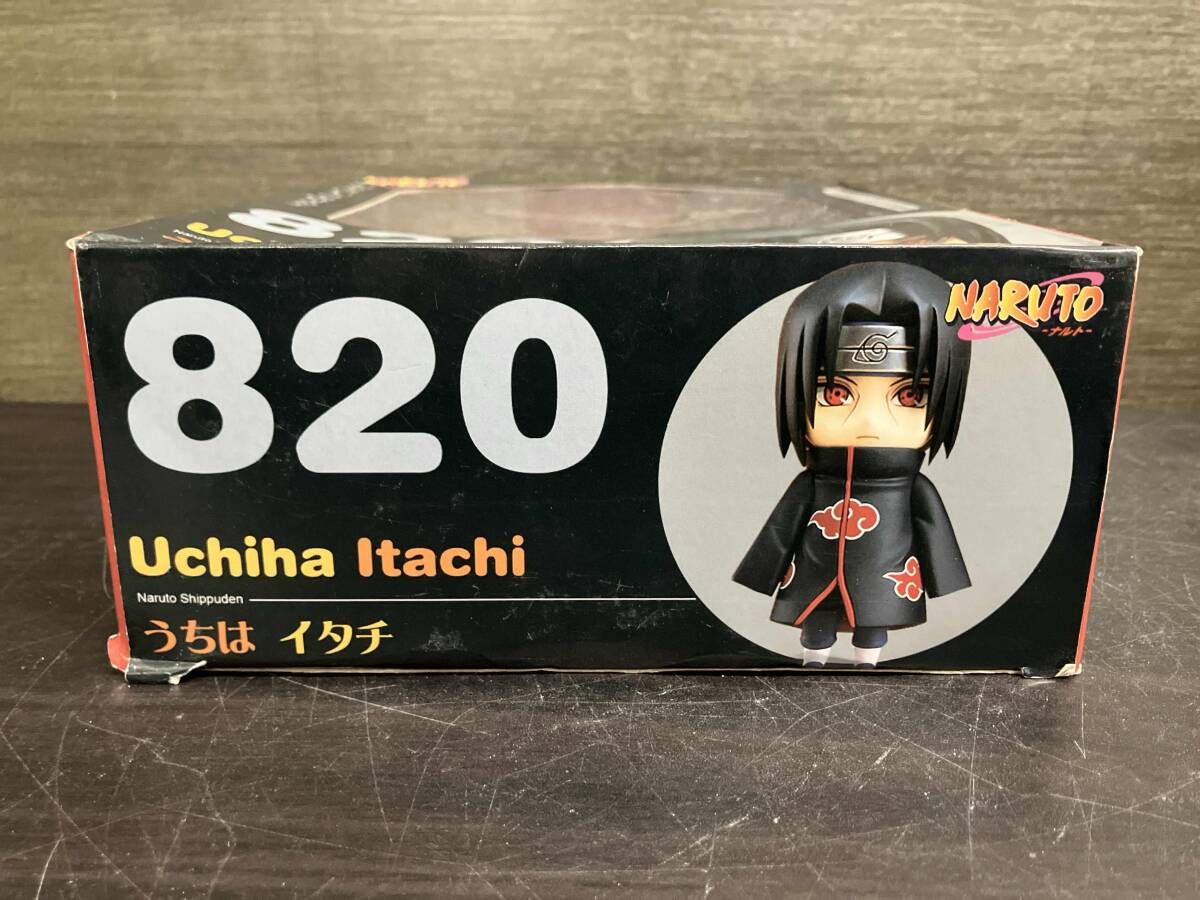 820
NARUTO
-ナルト-
Uchiha Itachi
Naruto Shippuden
うちは イタチ